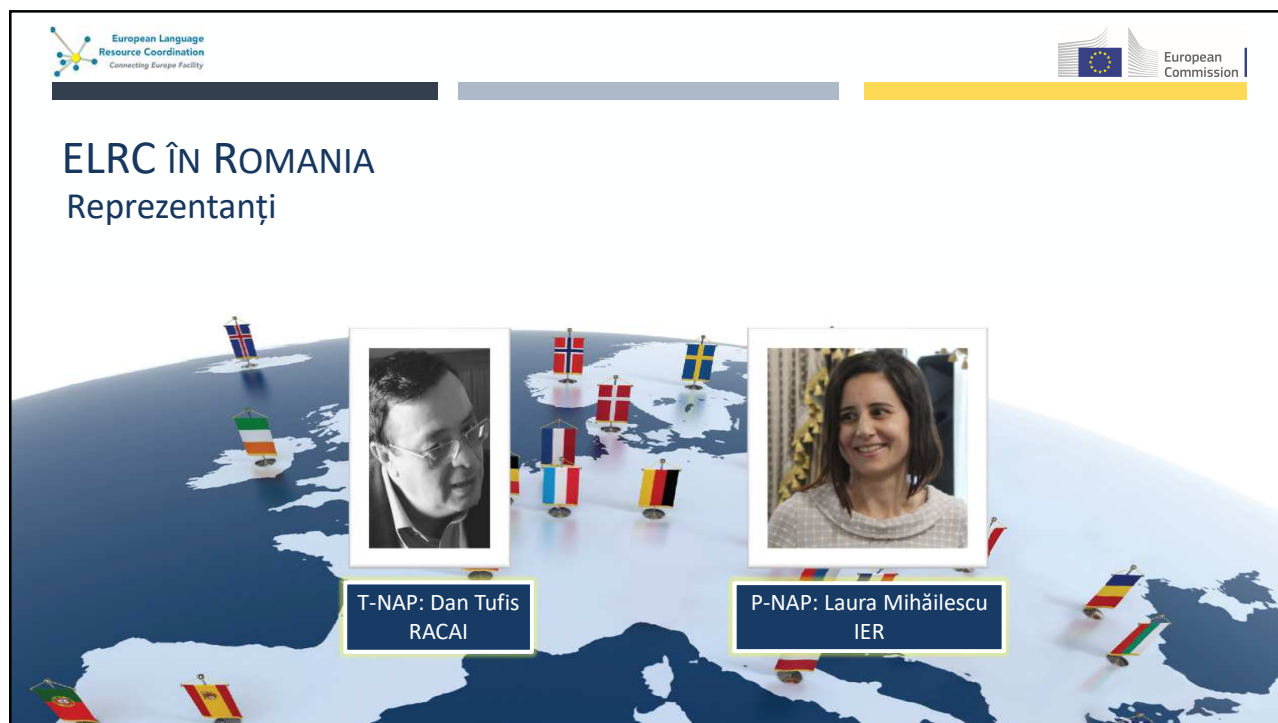 European Language
Resource Coordination
Connecting Europe Facility
European
Commission
ELRC ÎN ROMANIA
Reprezentanți
T-NAP: Dan Tufis
RACAI
P-NAP: Laura Mihăilescu
IER